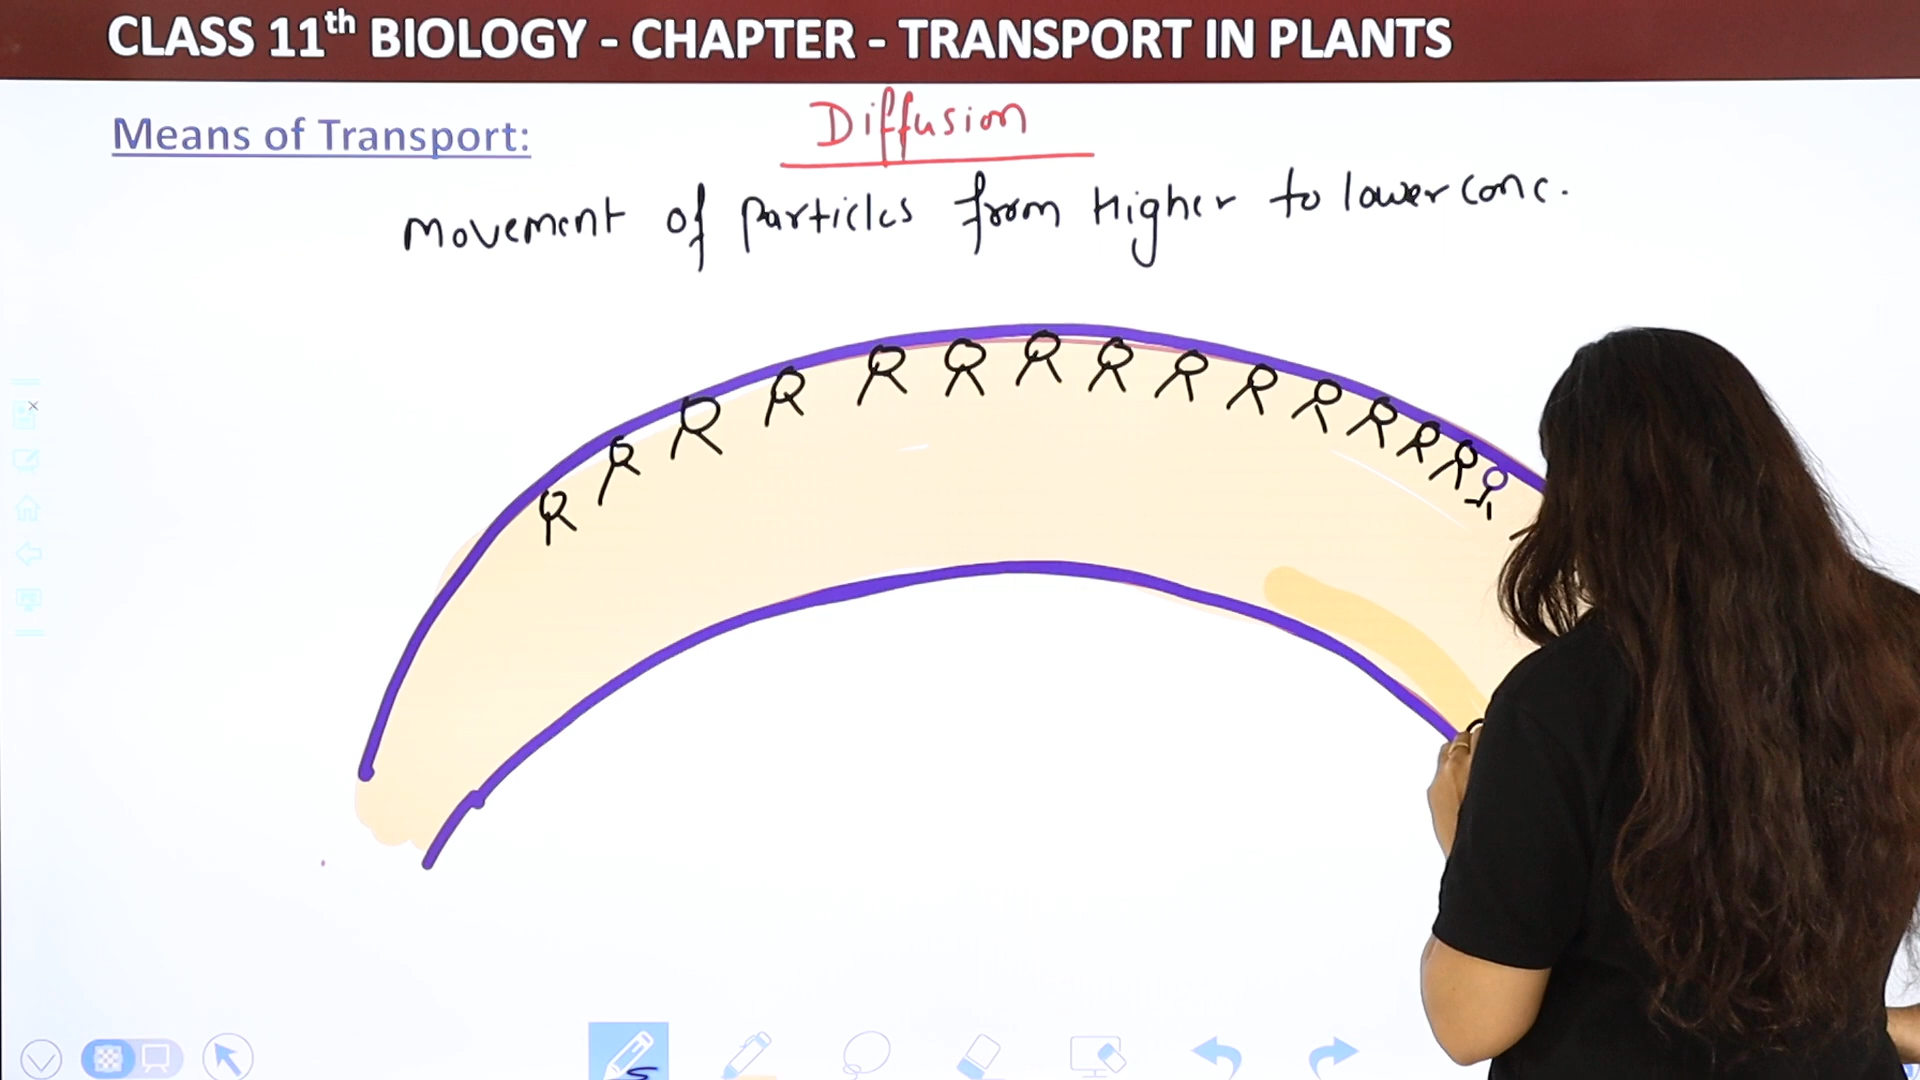 CLASS 11th BIOLOGY - CHAPTER - TRANSPORT IN PLANTS
Means of Transport:
Diffusion
Movement of particles from Higher to lower conc.